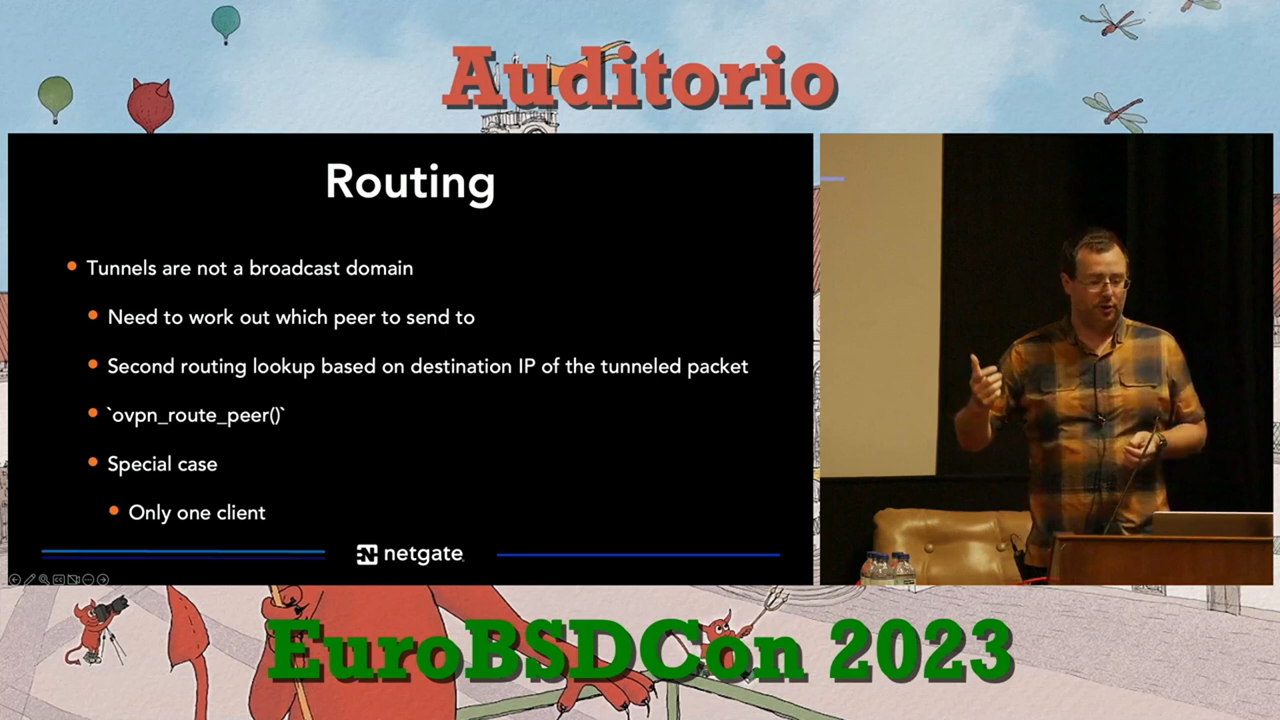 Auditorio
Routing
Tunnels are not a broadcast domain
Need to work out which peer to send to
Second routing lookup based on destination IP of the tunneled packet
`ovpn_route_peer()`
Special case
Only one client
netgate
EuroBSDCon 2023